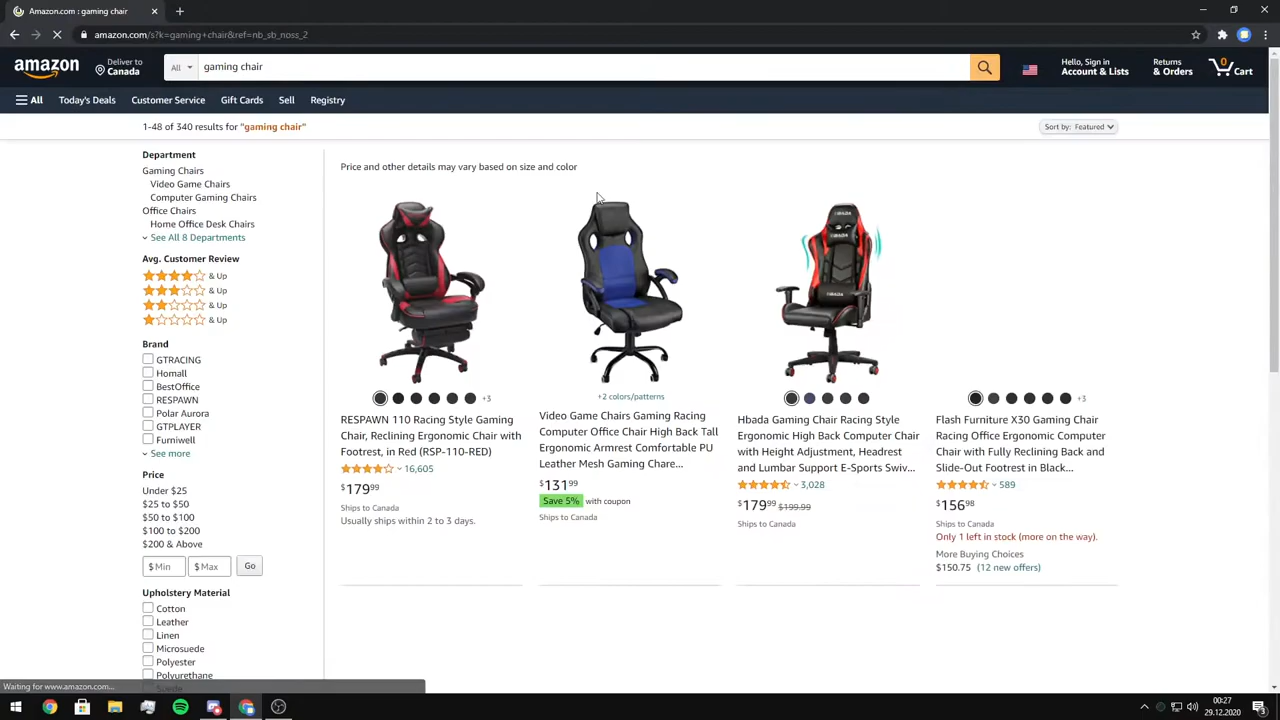 Amazon.com : gaming chair
amazon.com/s?k=gaming+chair&ref=nb_sb_noss_2
amazon
Deliver to
Canada
All
gaming chair
Hello, Sign in
Account & Lists
Returns
& Orders
0
Cart
All
Today's Deals
Customer Service
Gift Cards
Sell
Registry
1-48 of 340 results for "gaming chair"
Sort by: Featured
Department
Gaming Chairs
Video Game Chairs
Computer Gaming Chairs
Office Chairs
Home Office Desk Chairs
See All 8 Departments
Avg. Customer Review
& Up
& Up
& Up
& Up
Brand
GTRACING
Homall
BestOffice
RESPAWN
Polar Aurora
GTPLAYER
Furniwell
See more
Price
Under $25
$25 to $50
$50 to $100
$100 to $200
$200 & Above
$ Min
$ Max
Go
Upholstery Material
Cotton
Leather
Linen
Microsuede
Polyester
Polyurethane
Suede
Price and other details may vary based on size and color
+3
RESPAWN 110 Racing Style Gaming
Chair, Reclining Ergonomic Chair with
Footrest, in Red (RSP-110-RED)
16,605
$179.99
Ships to Canada
Usually ships within 2 to 3 days.
+2 colors/patterns
Video Game Chairs Gaming Racing
Computer Office Chair High Back Tall
Ergonomic Armrest Comfortable PU
Leather Mesh Gaming Chare...
$131.99
Save 5% with coupon
Ships to Canada
HBADA
HBADA
HBADA
Hbada Gaming Chair Racing Style
Ergonomic High Back Computer Chair
with Height Adjustment, Headrest
and Lumbar Support E-Sports Swiv...
3,028
$179.99 $199.99
Ships to Canada
+3
Flash Furniture X30 Gaming Chair
Racing Office Ergonomic Computer
Chair with Fully Reclining Back and
Slide-Out Footrest in Black...
589
$156.98
Ships to Canada
Only 1 left in stock (more on the way).
More Buying Choices
$150.75 (12 new offers)
Waiting for www.amazon.com...
00:27
29.12.2020